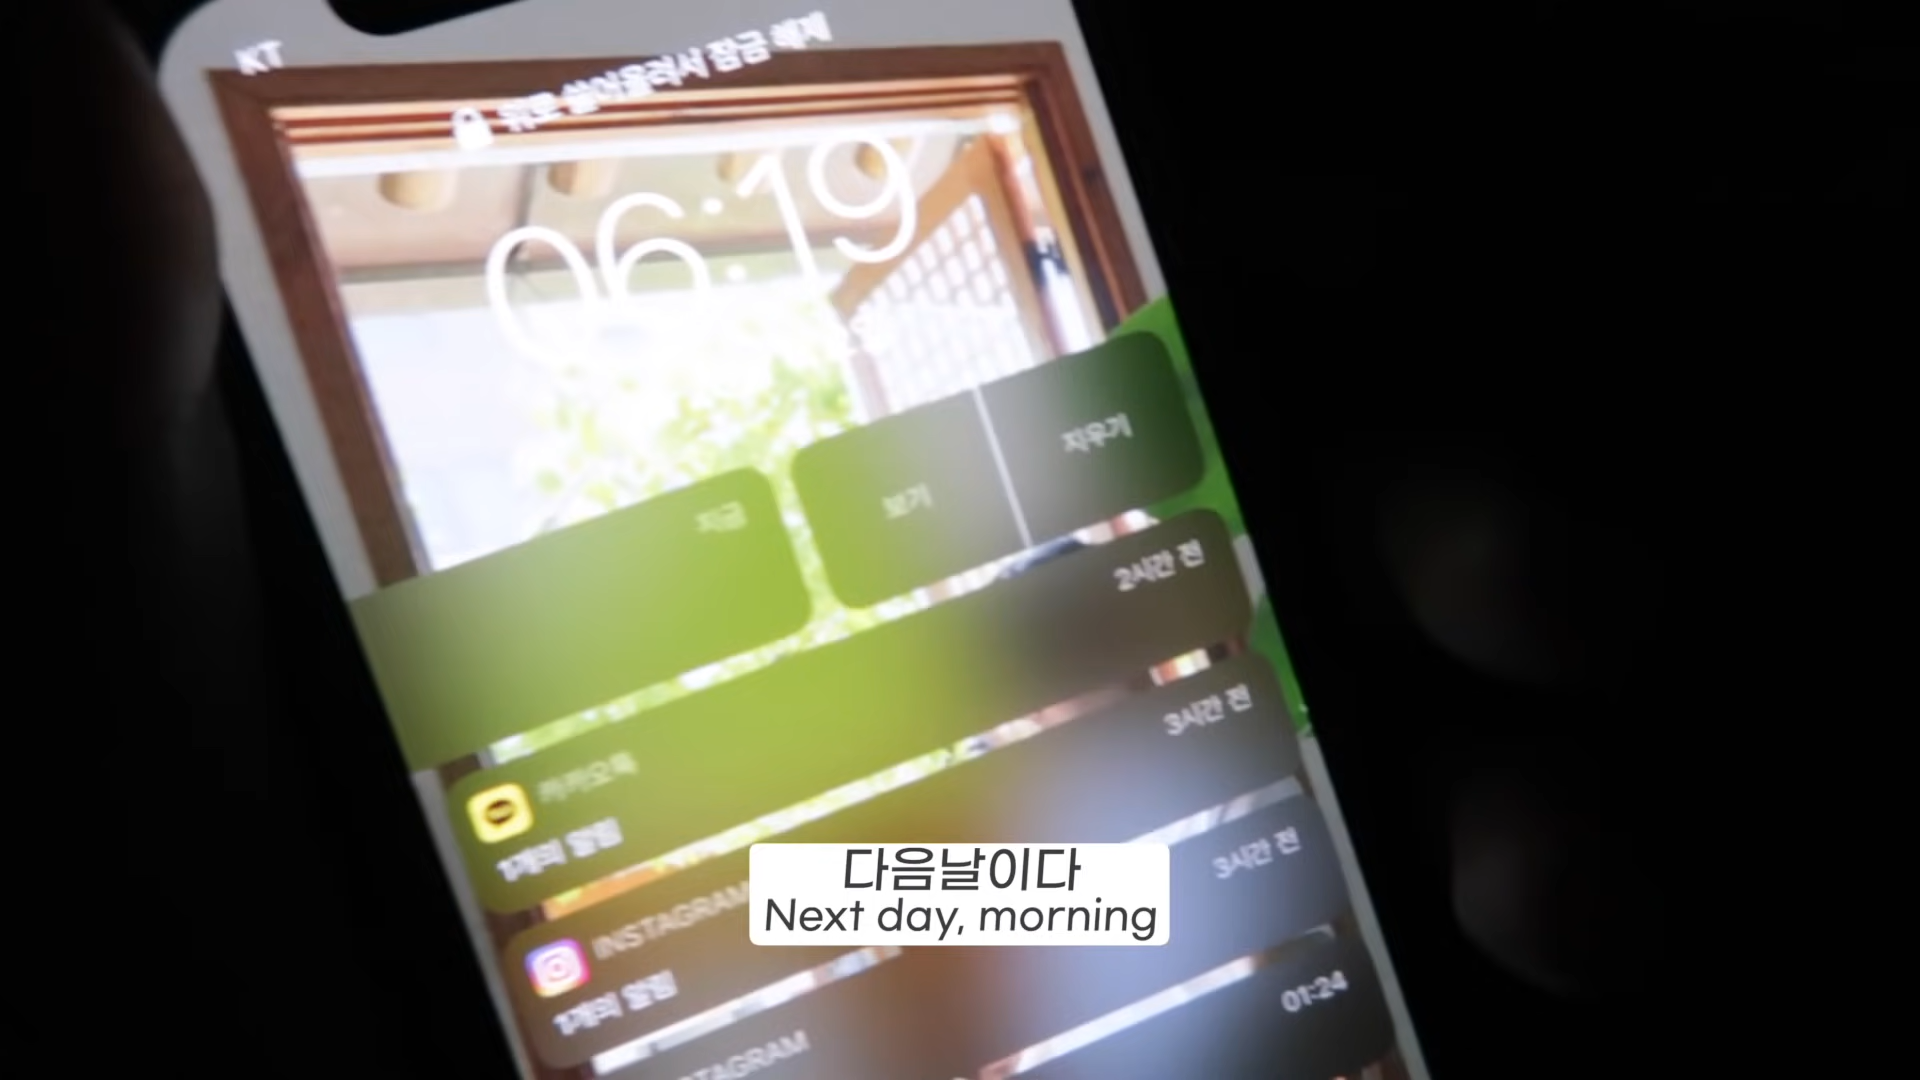 KT
위로 쓸어올려서 잠금 해제
06:19
지금
보기
지우기
2시간 전
카카오톡
1개의 알림
3시간 전
INSTAGRAM
1개의 알림
3시간 전
INSTAGRAM
01:24
다음날이다
Next day, morning